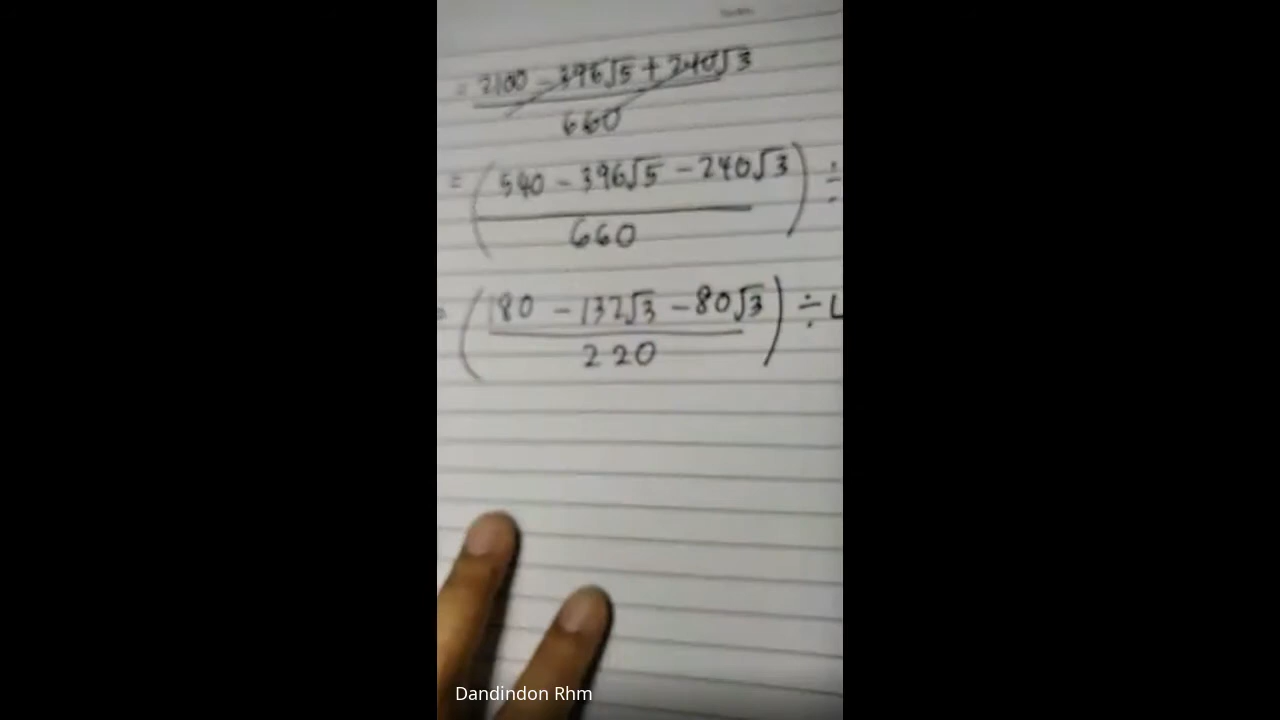 = 2100 - 396√5 + 240√3
660
= ( 540 - 396√5 - 240√3 ) ÷
660
= ( 180 - 132√3 - 80√3 ) ÷
220
Dandindon Rhm